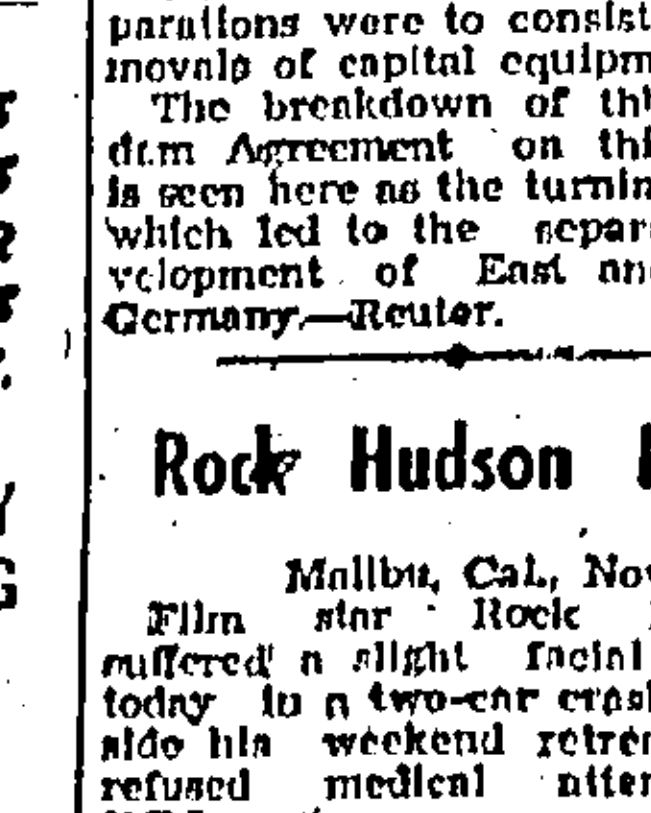 parations were to consist
movals of capital equipm
The breakdown of th
dam Agreement on thi
is seen here as the turnin
which led to the separ
velopment of East an
Germany.—Reuter.
Rock Hudson
Malibu, Cal., Nov
Film star Rock
suffered a slight facial
today in a two-car cras
side his weekend retre
refused medical atten